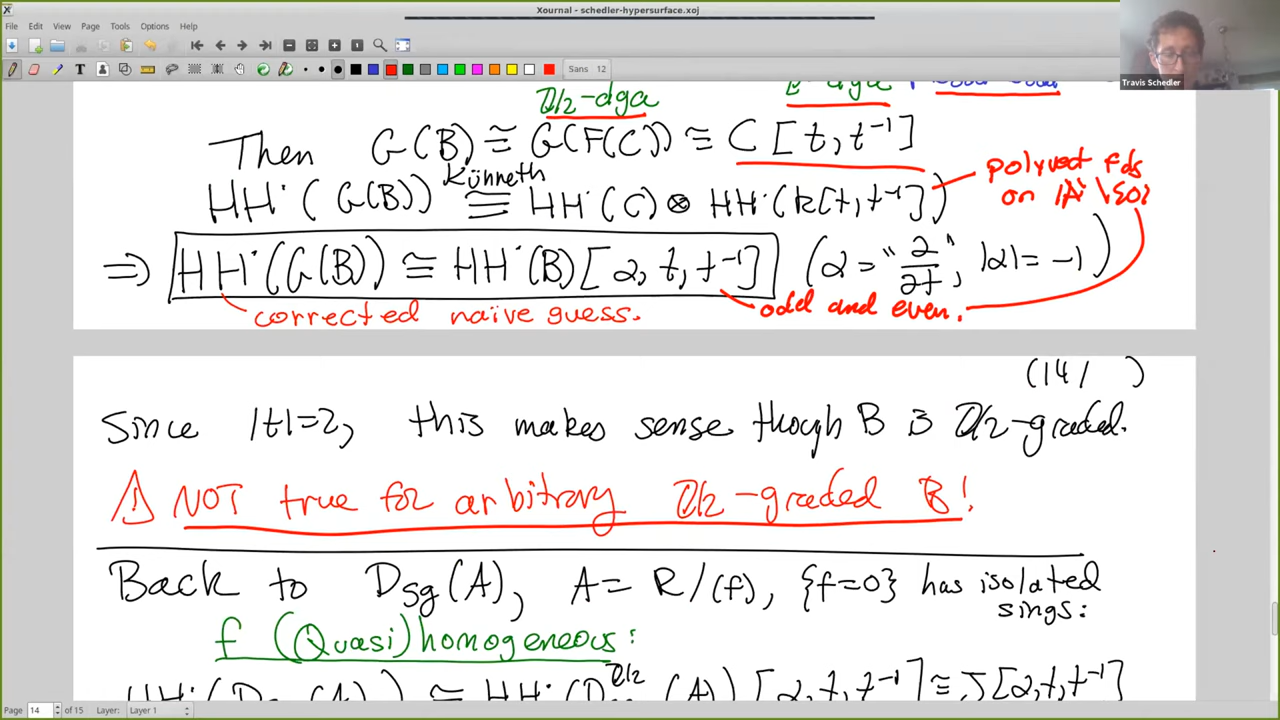 Xournal - schedler-hypersurface.xoj
File Edit View Page Tools Options Help
Sans 12
Travis Schedler
ℤ/2-dga
Then G(B) ≅ G(F(C)) ≅ C[t, t⁻¹]
HH˙(G(B)) ≅ HH˙(C) ⊗ HH˙(k[t, t⁻¹])
Künneth
polyvect fds
on |A¹ \ {0}
⇒ HH˙(G(B)) ≅ HH˙(B)[∂, t, t⁻¹] (∂ = "∂/∂t", |∂| = -1)
corrected naïve guess.
odd and even.
(14/ )
Since |t|=2, this makes sense though B is ℤ/2-graded.
⚠ NOT true for arbitrary ℤ/2-graded B!
Back to Dsg(A), A = R/(f), {f=0} has isolated
sings:
f (Quasi)homogeneous:
Page 14 of 15 Layer: Layer 1